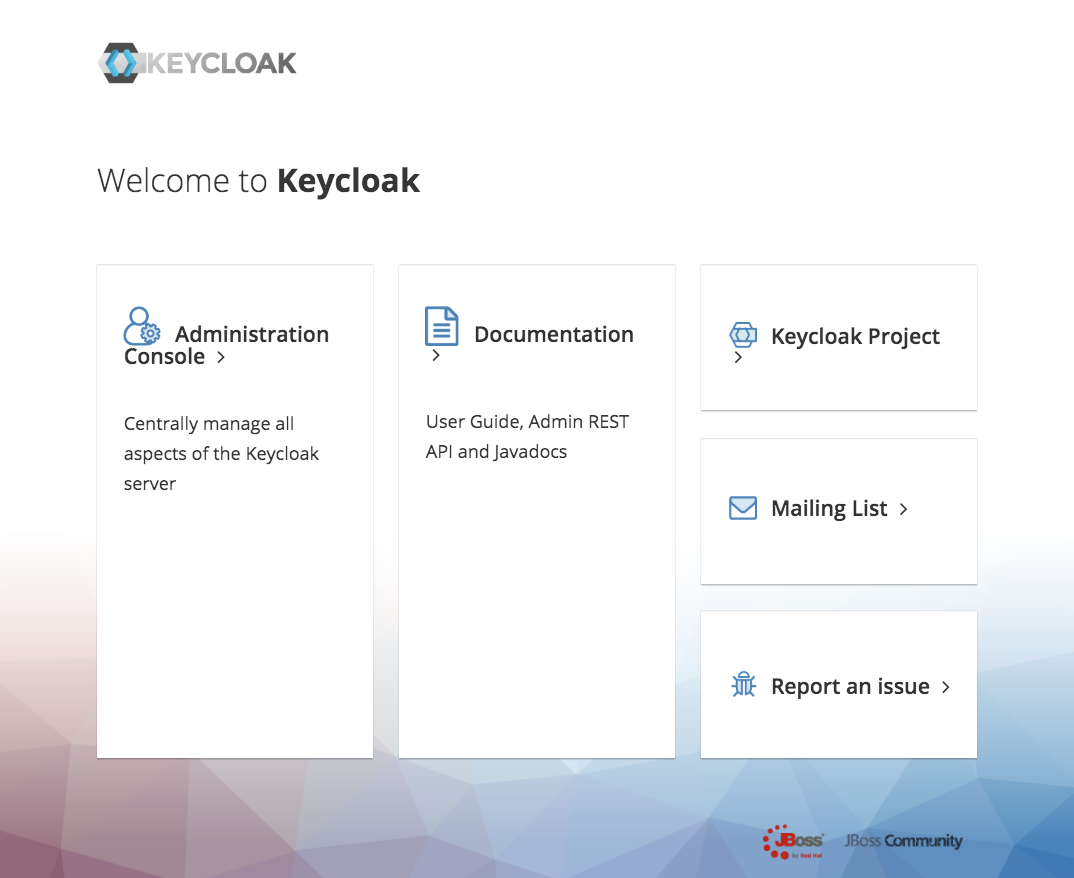 KEYCLOAK
Welcome to Keycloak
Administration
Console >
Centrally manage all
aspects of the Keycloak
server
Documentation
>
User Guide, Admin REST
API and Javadocs
Keycloak Project
>
Mailing List >
Report an issue >
JBoss
by Red Hat
JBoss Community